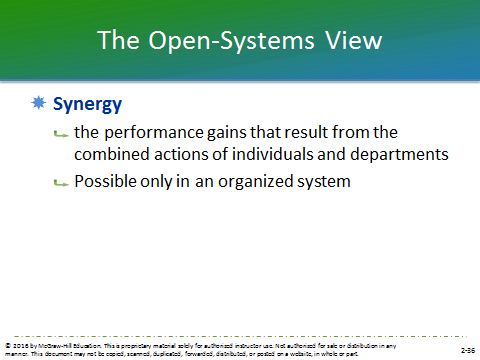 The Open-Systems View
Synergy
the performance gains that result from the
combined actions of individuals and departments
Possible only in an organized system
© 2016 by McGraw-Hill Education. This is proprietary material solely for authorized instructor use. Not authorized for sale or distribution in any
manner. This document may not be copied, scanned, duplicated, forwarded, distributed, or posted on a website, in whole or part.
2-36